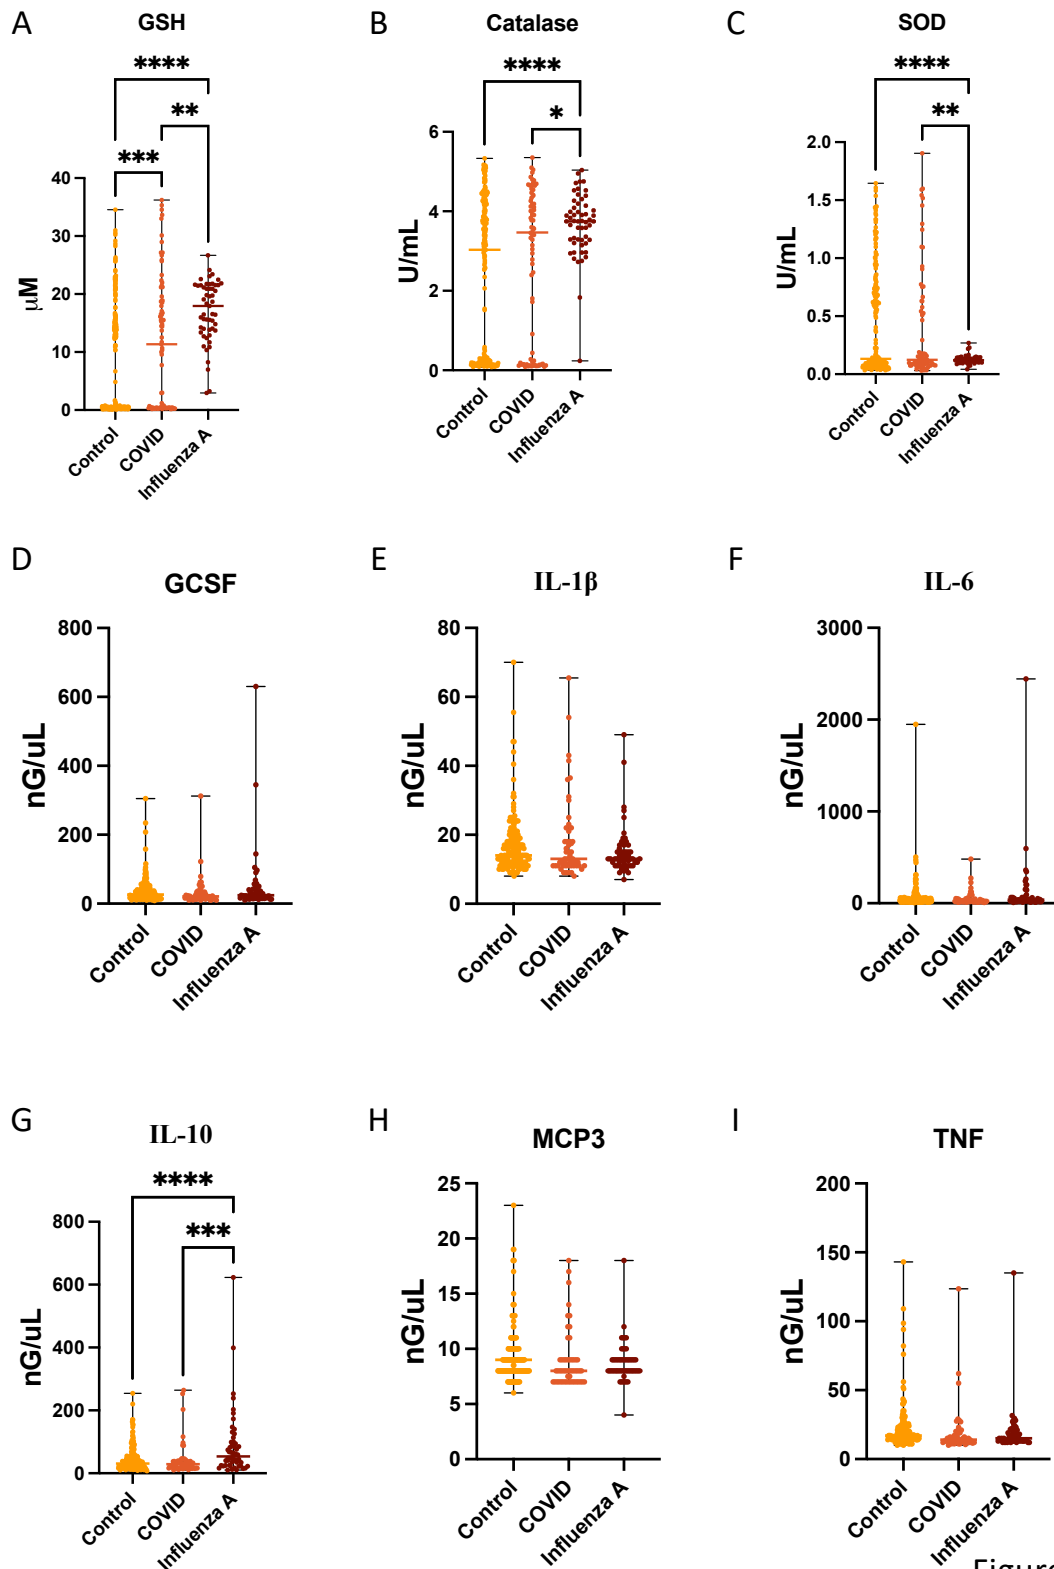 A GSH
****
**
***
40
30
20
10
0
µM
Control
COVID
Influenza A
B Catalase
****
*
6
4
2
0
U/mL
Control
COVID
Influenza A
C SOD
****
**
2.0
1.5
1.0
0.5
0.0
U/mL
Control
COVID
Influenza A
D GCSF
800
600
400
200
0
nG/uL
Control
COVID
Influenza A
E IL-1β
80
60
40
20
0
nG/uL
Control
COVID
Influenza A
F IL-6
3000
2000
1000
0
nG/uL
Control
COVID
Influenza A
G IL-10
****
***
800
600
400
200
0
nG/uL
Control
COVID
Influenza A
H MCP3
25
20
15
10
5
0
nG/uL
Control
COVID
Influenza A
I TNF
200
150
100
50
0
nG/uL
Control
COVID
Influenza A
Figure